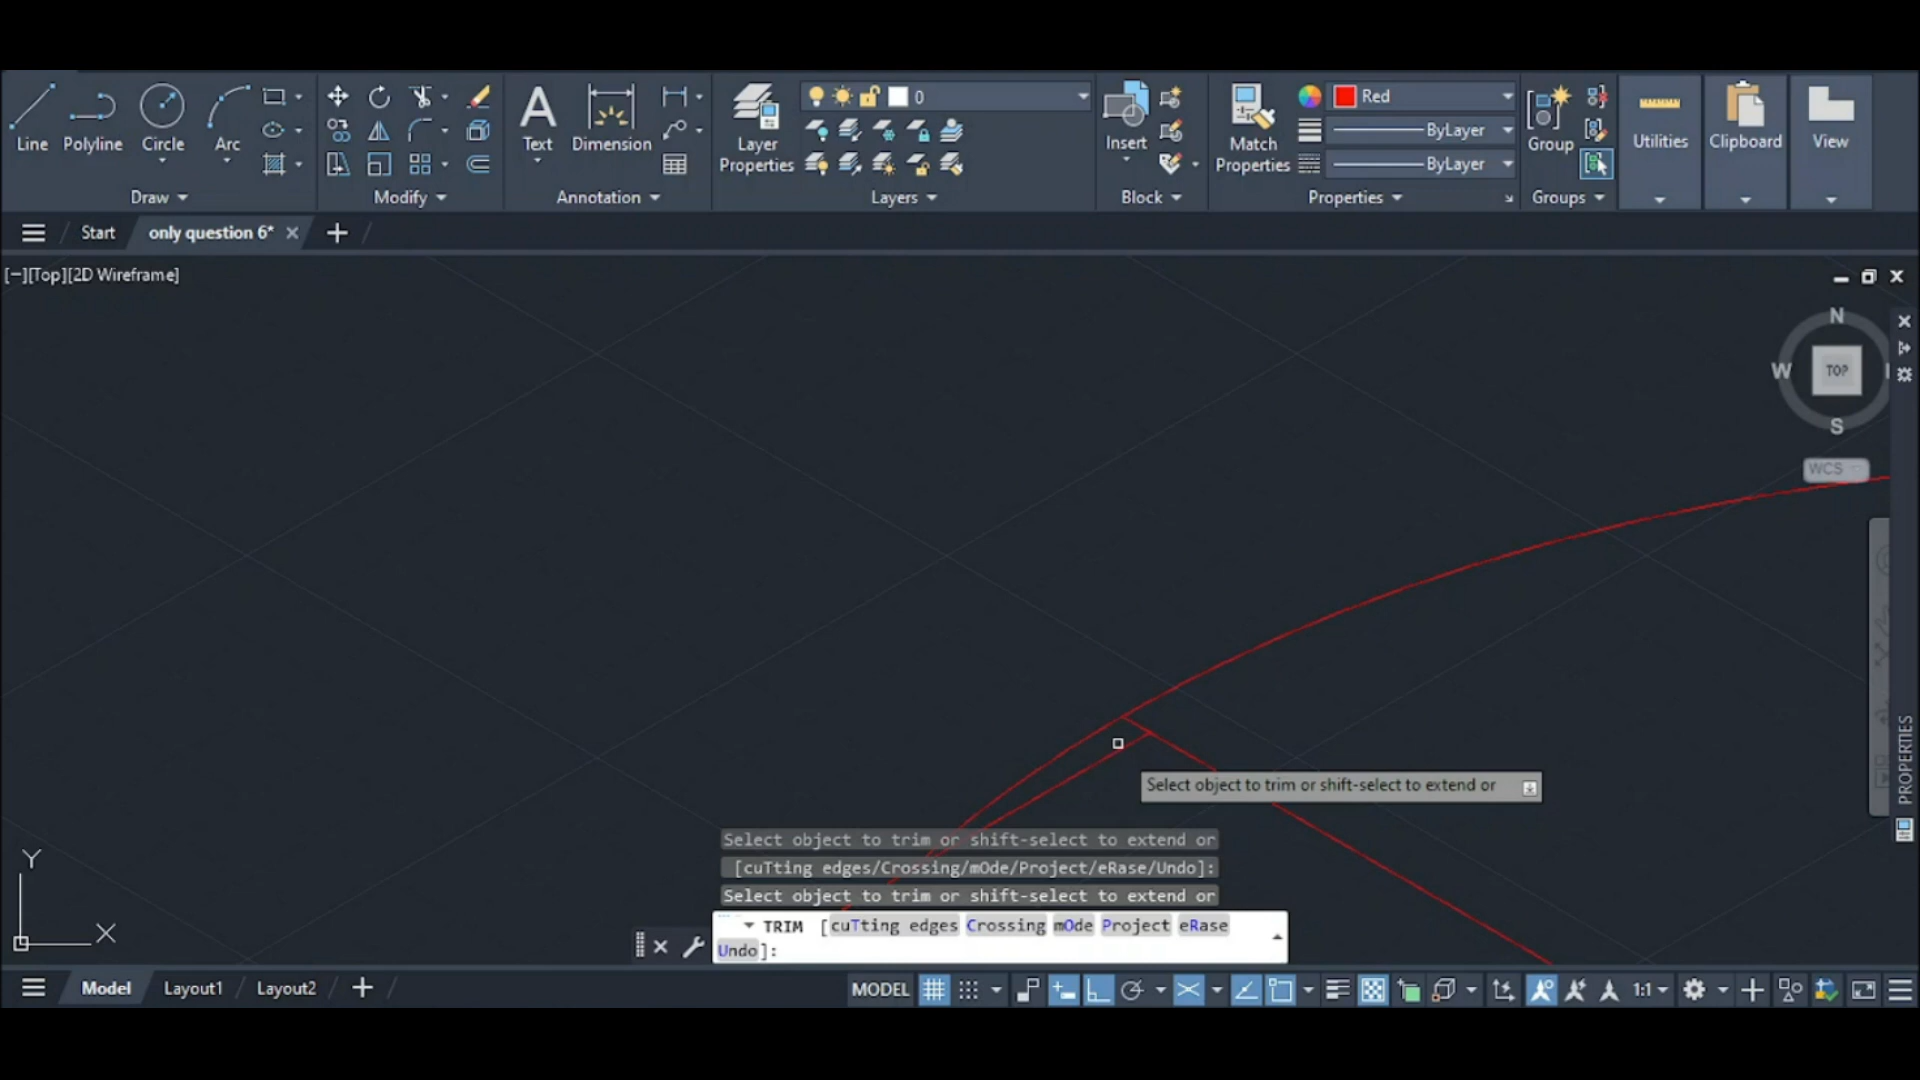 Line
Polyline
Circle
Arc
Draw
Modify
A
Text
Dimension
Annotation
Layer
Properties
0
Layers
Insert
Block
Match
Properties
Red
ByLayer
ByLayer
Properties
Group
Groups
Utilities
Clipboard
View
Start
only question 6*
[−][Top][2D Wireframe]
N
W
TOP
S
WCS
PROPERTIES
Select object to trim or shift-select to extend or
Select object to trim or shift-select to extend or
[cuTting edges/Crossing/mOde/Project/eRase/Undo]:
Select object to trim or shift-select to extend or
TRIM [cuTting edges Crossing mOde Project eRase
Undo]:
Y
X
Model
Layout1
Layout2
MODEL
1:1